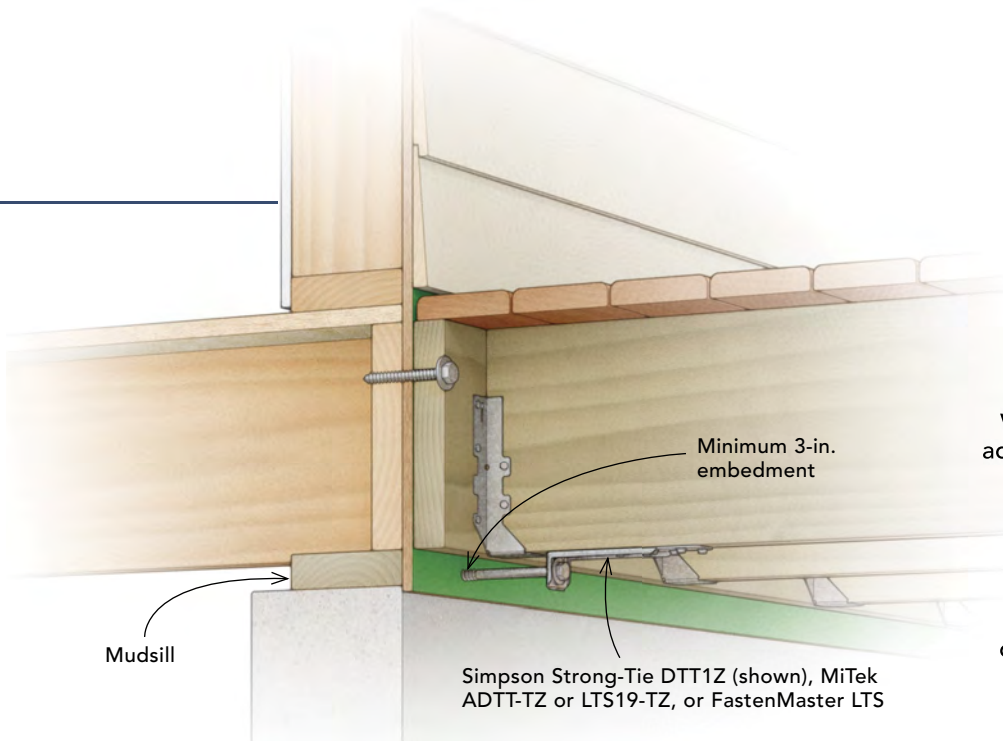 Minimum 3-in.
embedment
Mudsill
Simpson Strong-Tie DTT1Z (shown), MiTek
ADTT-TZ or LTS19-TZ, or FastenMaster LTS